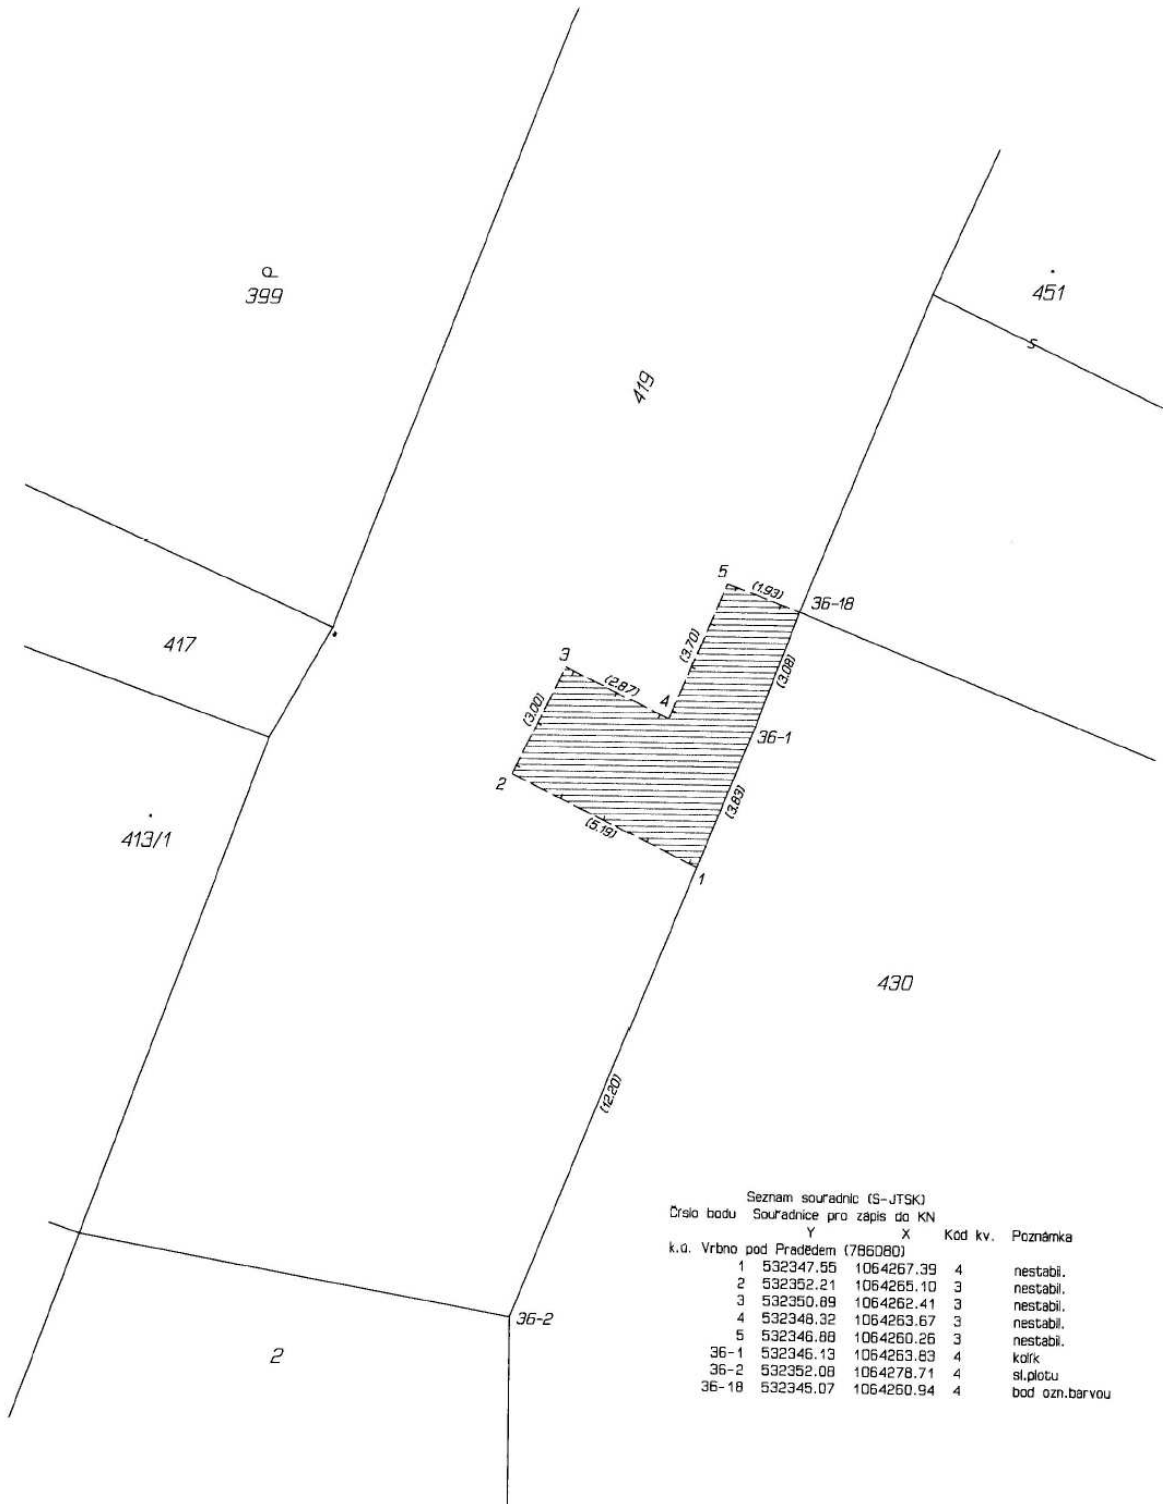 399
451
s
419
5
(1.93)
36-18
417
(3.70)
3
(3.08)
(2.87)
4
(3.00)
36-1
2
(3.83)
413/1
(5.19)
1
430
(12.20)
36-2
2
Seznam souřadnic (S-JTSK)
Číslo bodu Souřadnice pro zápis do KN
Y X Kód kv. Poznámka
k.ú. Vrbno pod Pradědem (786080)
1 532347.55 1064267.39 4 nestabil.
2 532352.21 1064265.10 3 nestabil.
3 532350.89 1064262.41 3 nestabil.
4 532348.32 1064263.67 3 nestabil.
5 532346.88 1064260.26 3 nestabil.
36-1 532346.13 1064263.83 4 kolík
36-2 532352.08 1064278.71 4 sl.plotu
36-18 532345.07 1064260.94 4 bod ozn.barvou